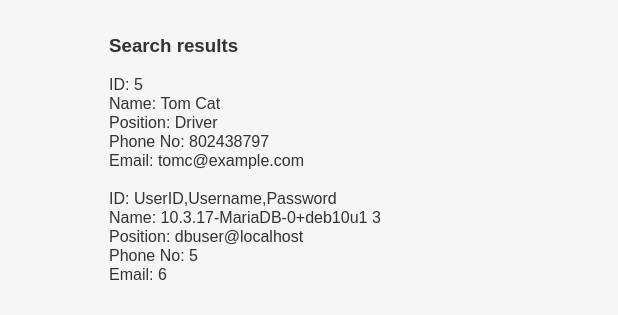 Search results
ID: 5
Name: Tom Cat
Position: Driver
Phone No: 802438797
Email: tomc@example.com
ID: UserID,Username,Password
Name: 10.3.17-MariaDB-0+deb10u1 3
Position: dbuser@localhost
Phone No: 5
Email: 6